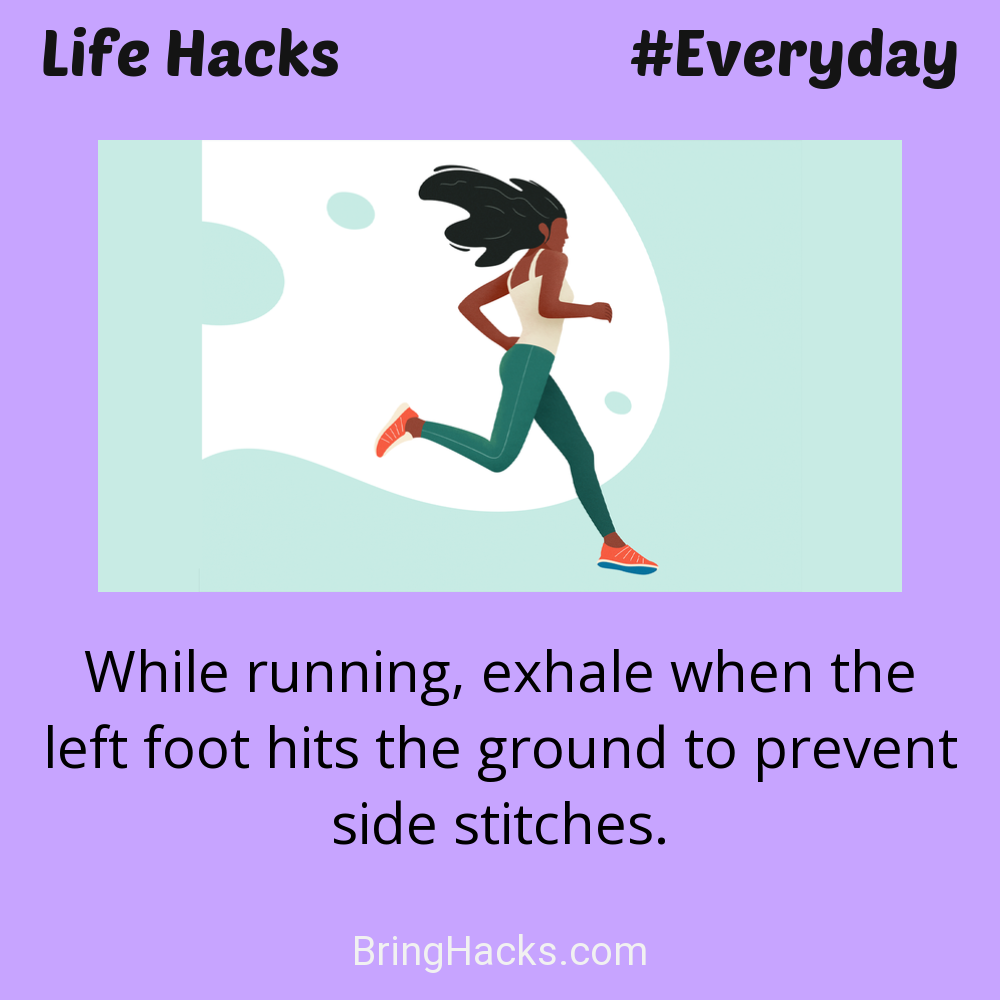 Life Hacks #Everyday
While running, exhale when the
left foot hits the ground to prevent
side stitches.
BringHacks.com